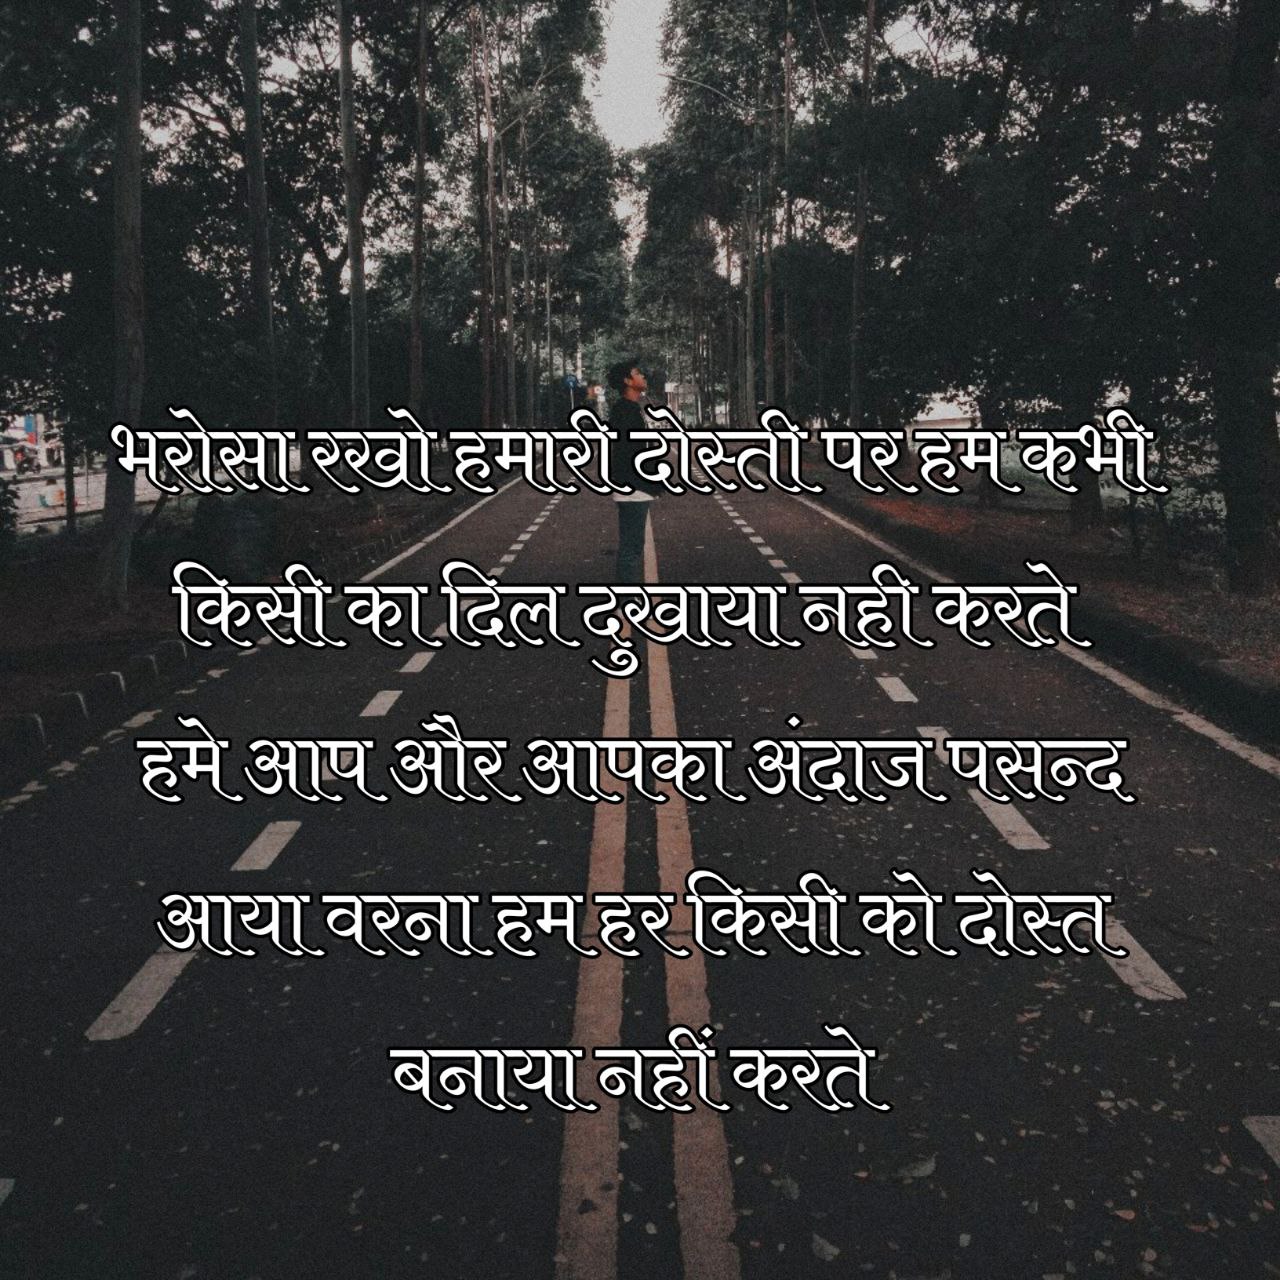 भरोसा रखो हमारी दोस्ती पर हम कभी
किसी का दिल दुखाया नही करते
हमे आप और आपका अंदाज पसन्द
आया वरना हम हर किसी को दोस्त
बनाया नहीं करते